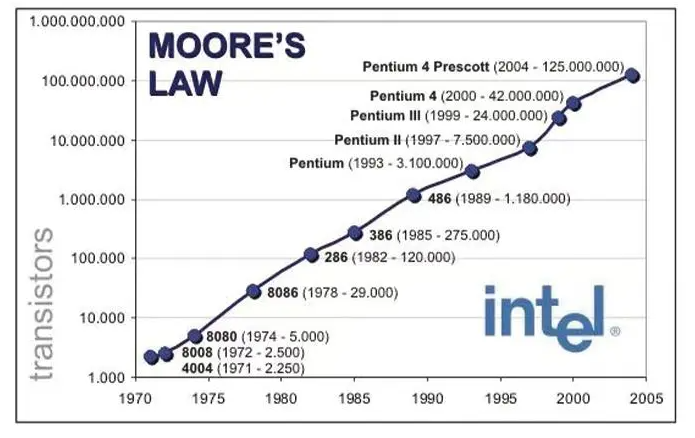 1.000.000.000
MOORE'S
LAW
Pentium 4 Prescott (2004 - 125.000.000)
100.000.000
Pentium 4 (2000 - 42.000.000)
Pentium III (1999 - 24.000.000)
10.000.000
Pentium II (1997 - 7.500.000)
Pentium (1993 - 3.100.000)
1.000.000
486 (1989 - 1.180.000)
386 (1985 - 275.000)
100.000
286 (1982 - 120.000)
8086 (1978 - 29.000)
intel®
10.000
8080 (1974 - 5.000)
8008 (1972 - 2.500)
4004 (1971 - 2.250)
1.000
transistors
1970 1975 1980 1985 1990 1995 2000 2005